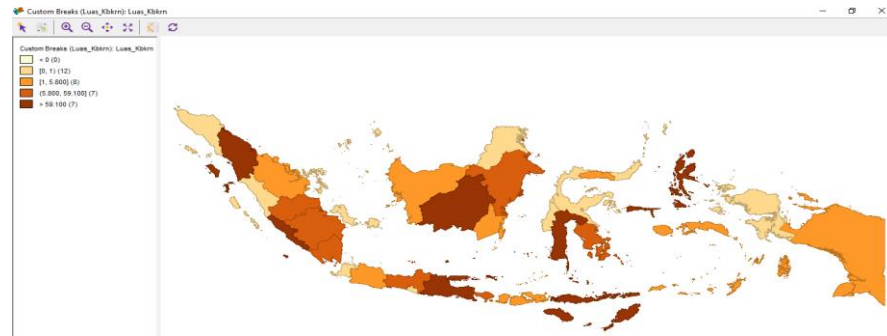 Custom Breaks (Luas_Kbkrn): Luas_Kbkrn
Custom Breaks (Luas_Kbkrn): Luas_Kbkrn
< 0 (0)
[0, 1) (12)
[1, 5.800] (8)
(5.800, 59.100] (7)
> 59.100 (7)